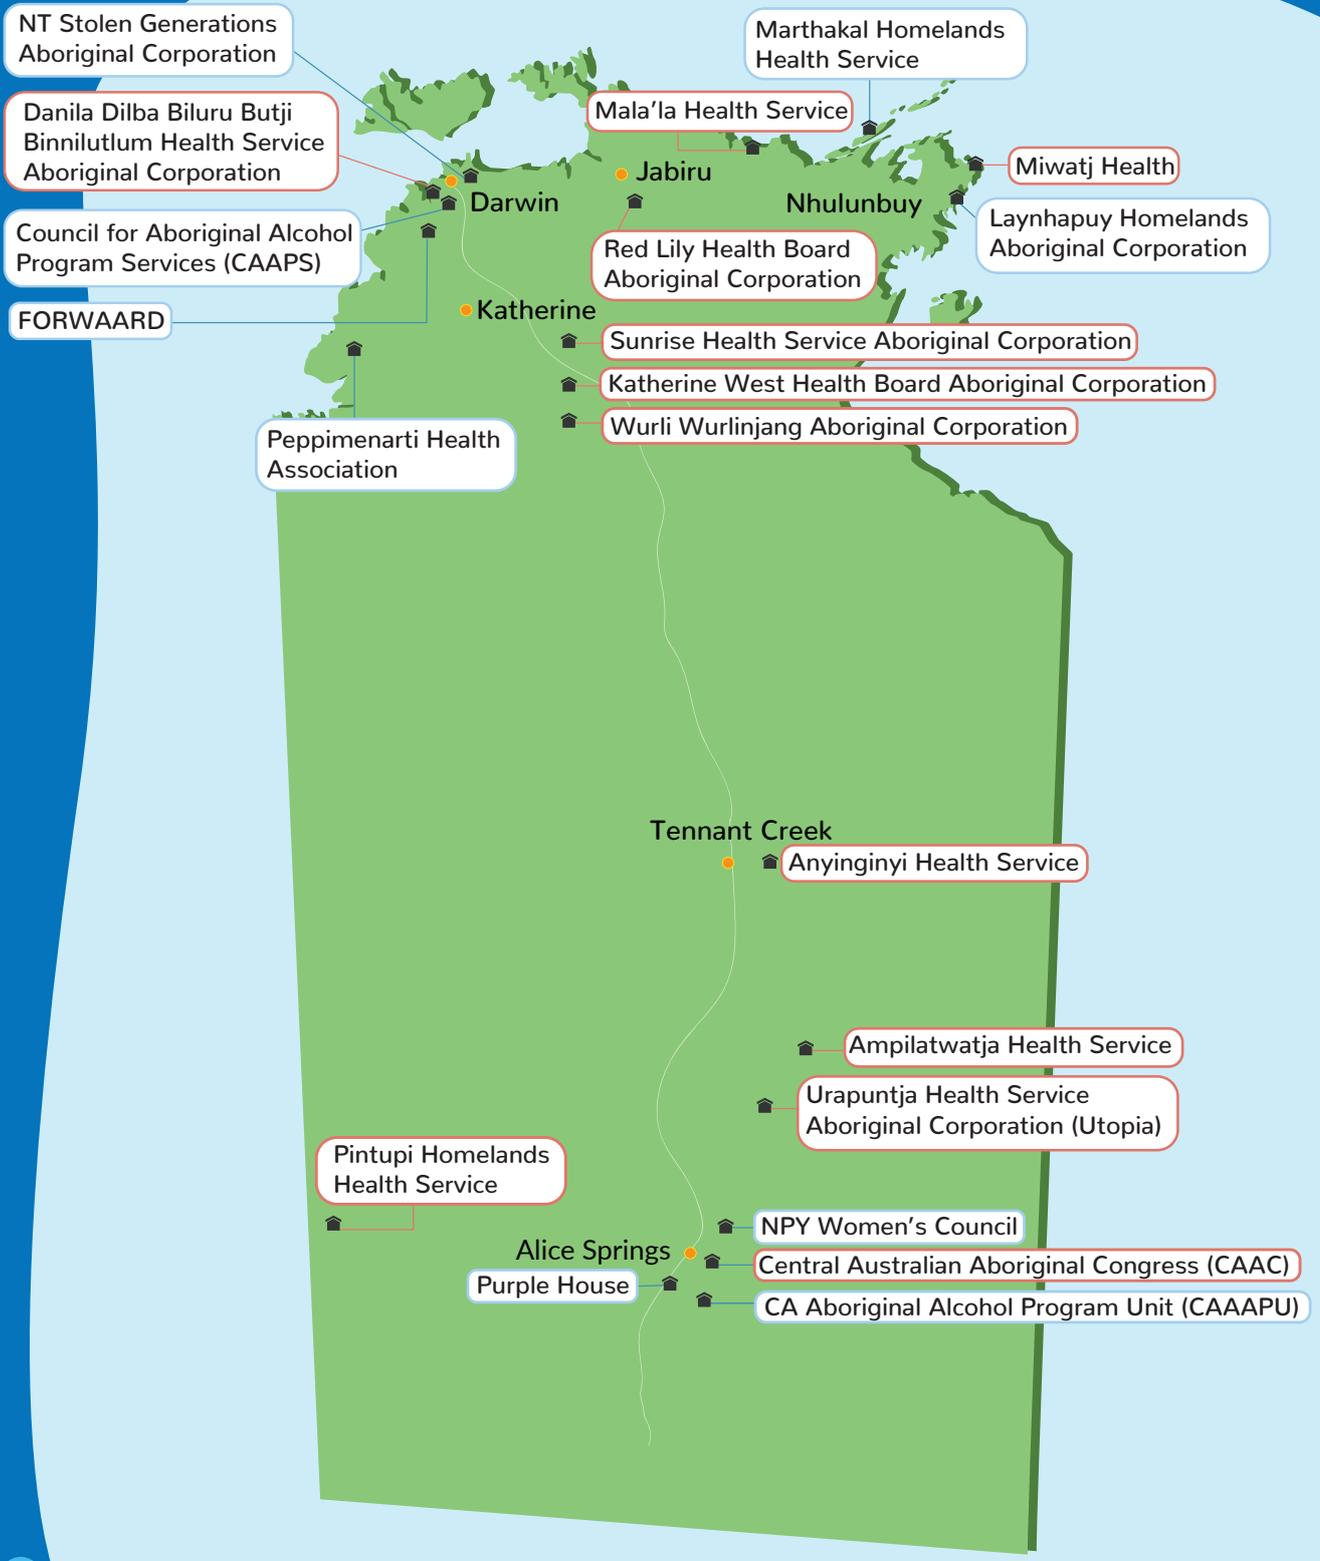 NT Stolen Generations
Aboriginal Corporation
Marthakal Homelands
Health Service
Danila Dilba Biluru Butji
Binnilutlum Health Service
Aboriginal Corporation
Mala’la Health Service
Miwatj Health
Jabiru
Darwin
Nhulunbuy
Laynhapuy Homelands
Aboriginal Corporation
Council for Aboriginal Alcohol
Program Services (CAAPS)
Red Lily Health Board
Aboriginal Corporation
FORWAARD
Katherine
Sunrise Health Service Aboriginal Corporation
Katherine West Health Board Aboriginal Corporation
Wurli Wurlinjang Aboriginal Corporation
Peppimenarti Health
Association
Tennant Creek
Anyinginyi Health Service
Ampilatwatja Health Service
Urapuntja Health Service
Aboriginal Corporation (Utopia)
Pintupi Homelands
Health Service
NPY Women’s Council
Alice Springs
Central Australian Aboriginal Congress (CAAC)
Purple House
CA Aboriginal Alcohol Program Unit (CAAAPU)